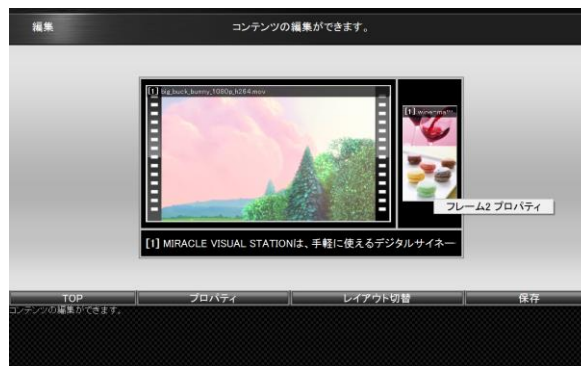 編集
コンテンツの編集ができます。
[1] big_buck_bunny_1080p_h264.mov
[1] wine-ma
フレーム2 プロパティ
[1] MIRACLE VISUAL STATIONは、手軽に使えるデジタルサイネー
TOP
プロパティ
レイアウト切替
保存
コンテンツの編集ができます。